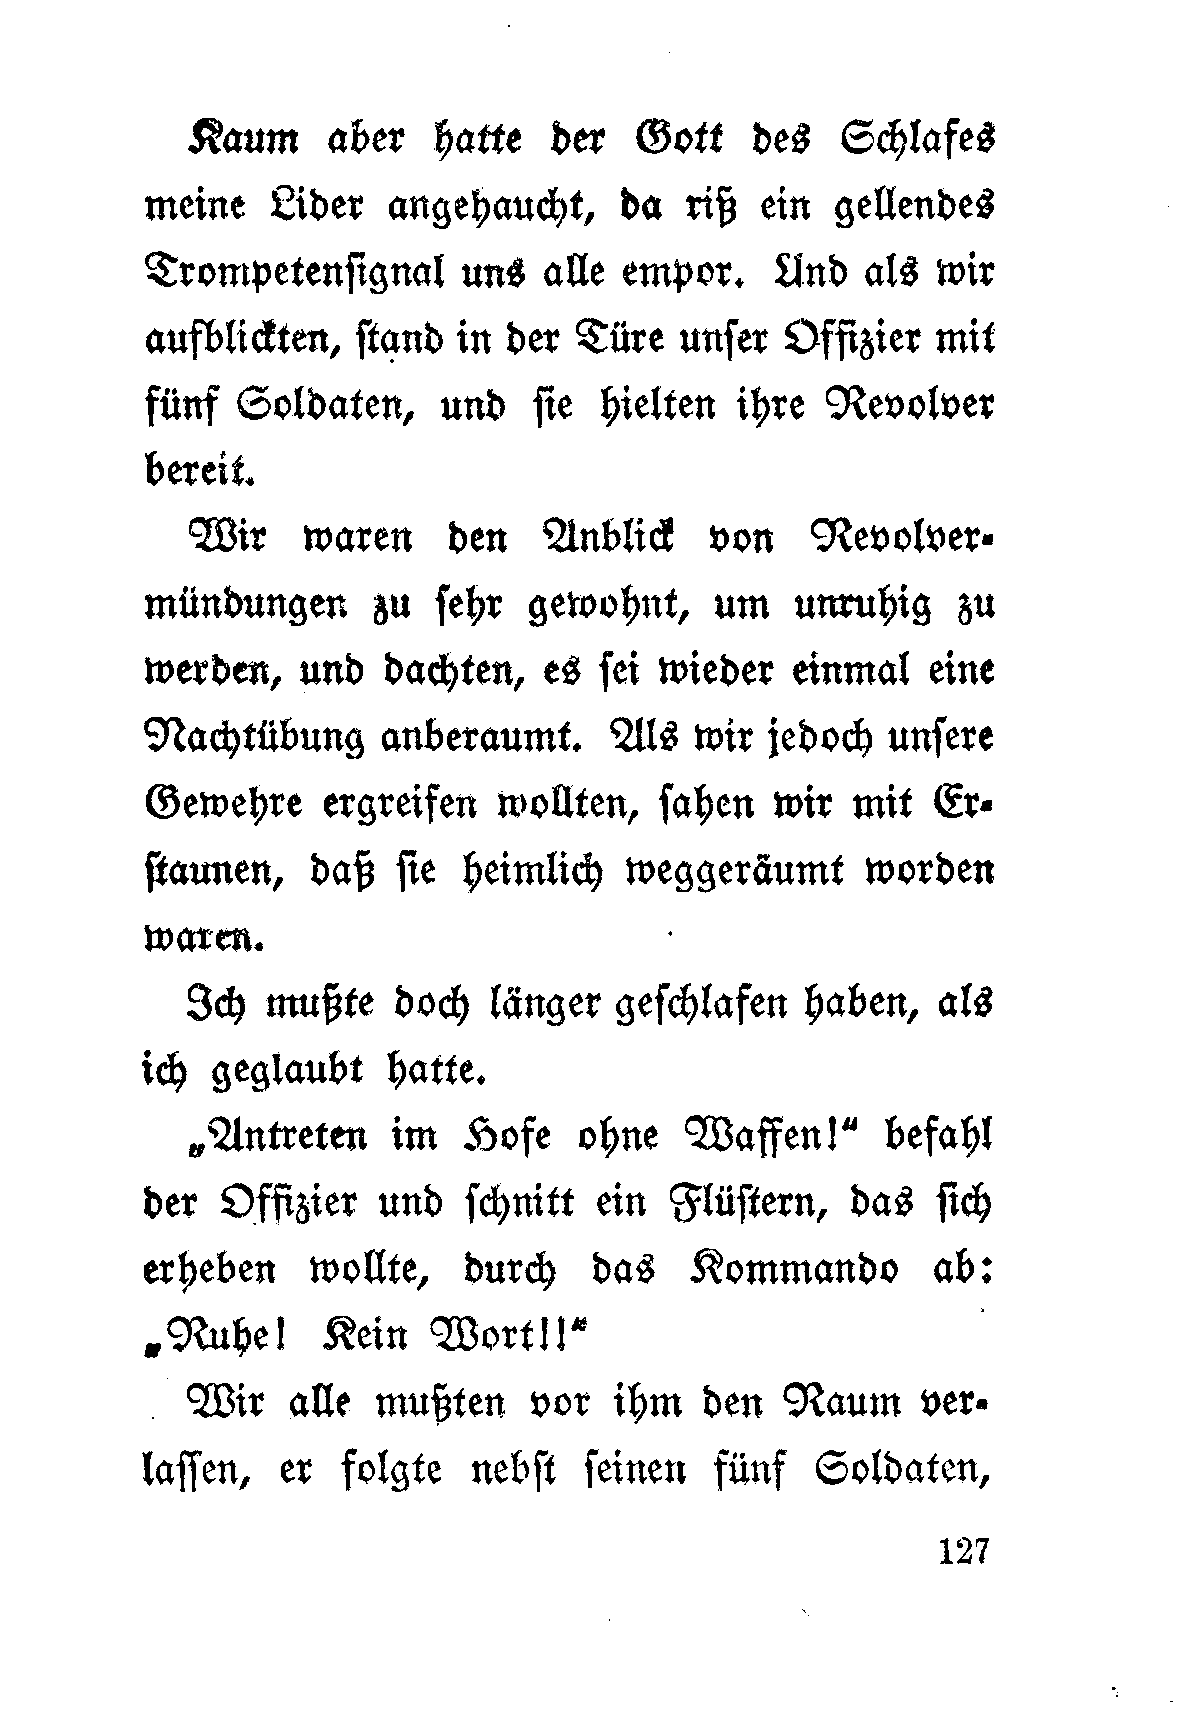 Kaum aber hatte der Gott des Schlafes
meine Lider angehaucht, da riß ein gellendes
Trompetenſignal uns alle empor. Und als wir
aufblickten, ſtand in der Türe unſer Offizier mit
fünf Soldaten, und ſie hielten ihre Revolver
bereit.
Wir waren den Anblick von Revolver-
mündungen zu ſehr gewohnt, um unruhig zu
werden, und dachten, es ſei wieder einmal eine
Nachtübung anberaumt. Als wir jedoch unſere
Gewehre ergreifen wollten, ſahen wir mit Er-
ſtaunen, daß ſie heimlich weggeräumt worden
waren.
Ich mußte doch länger geſchlafen haben, als
ich geglaubt hatte.
„Antreten im Hofe ohne Waffen!“ befahl
der Offizier und ſchnitt ein Flüſtern, das ſich
erheben wollte, durch das Kommando ab:
„Ruhe! Kein Wort!!“
Wir alle mußten vor ihm den Raum ver-
laſſen, er folgte nebſt ſeinen fünf Soldaten,
127